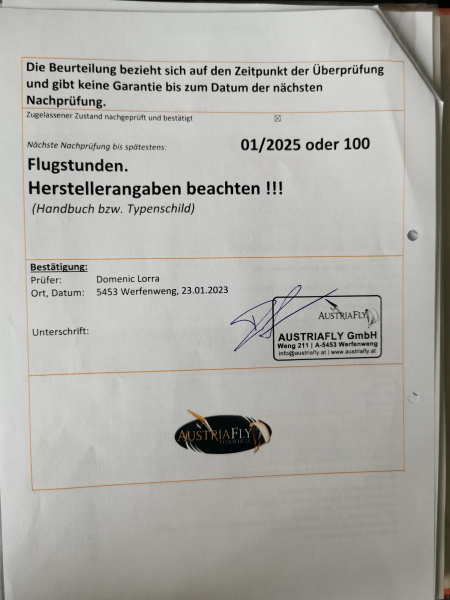 Die Beurteilung bezieht sich auf den Zeitpunkt der Überprüfung
und gibt keine Garantie bis zum Datum der nächsten
Nachprüfung.
Zugelassener Zustand nachgeprüft und bestätigt ☒
Nächste Nachprüfung bis spätestens: 01/2025 oder 100
Flugstunden.
Herstellerangaben beachten !!!
(Handbuch bzw. Typenschild)
Bestätigung:
Prüfer: Domenic Lorra
Ort, Datum: 5453 Werfenweng, 23.01.2023
Unterschrift:
AUSTRIAFLY
AUSTRIAFLY GmbH
Weng 211 | A-5453 Werfenweng
info@austriafly.at | www.austriafly.at
AUSTRIAFLY